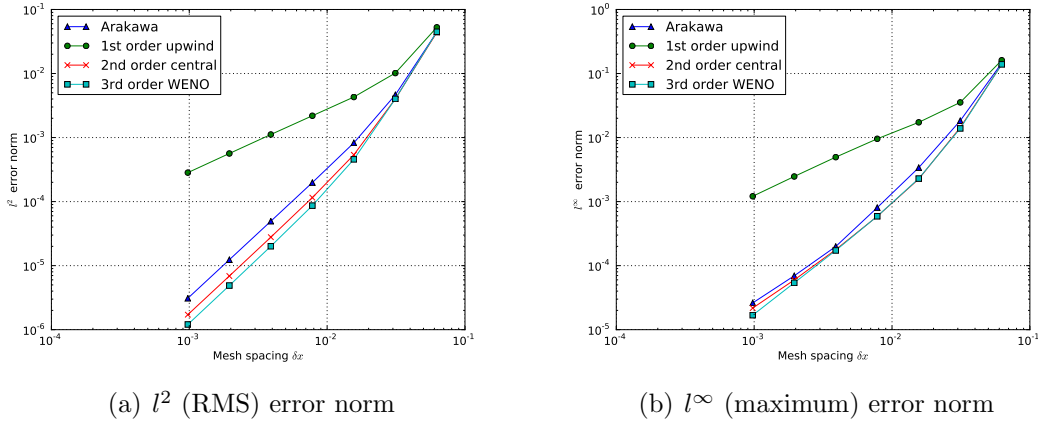 10⁻¹
10⁻²
10⁻³
10⁻⁴
10⁻⁵
10⁻⁶
l² error norm
Arakawa
1st order upwind
2nd order central
3rd order WENO
10⁻⁴
10⁻³
10⁻²
10⁻¹
Mesh spacing δx
(a) l² (RMS) error norm
10⁰
10⁻¹
10⁻²
10⁻³
10⁻⁴
10⁻⁵
l^∞ error norm
Arakawa
1st order upwind
2nd order central
3rd order WENO
10⁻⁴
10⁻³
10⁻²
10⁻¹
Mesh spacing δx
(b) l^∞ (maximum) error norm